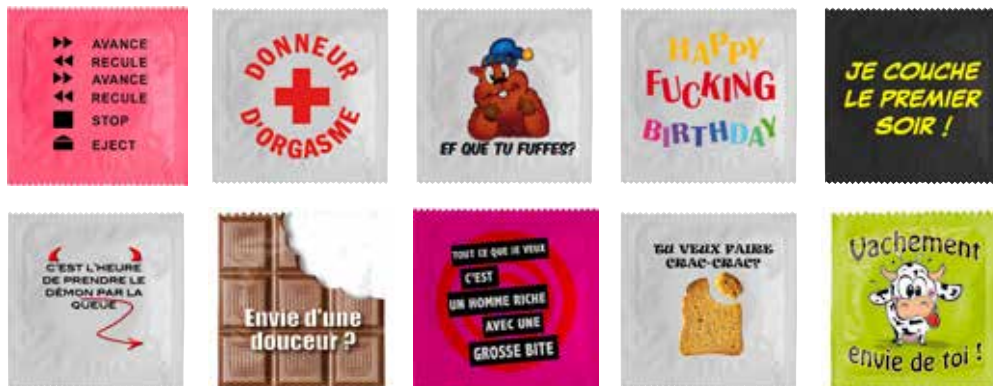 AVANCE
RECULE
AVANCE
RECULE
STOP
EJECT
DONNEUR
D'ORGASME
EF QUE TU FUFFES?
HAPPY
FUCKING
BIRTHDAY
JE COUCHE
LE PREMIER
SOIR !
C'EST L'HEURE
DE PRENDRE LE
DÉMON PAR LA
QUEUE
Envie d'une
douceur ?
TOUT CE QUE JE VEUX
C'EST
UN HOMME RICHE
AVEC UNE
GROSSE BITE
TU VEUX FAIRE
CRAC-CRAC?
Vachement
envie de toi !